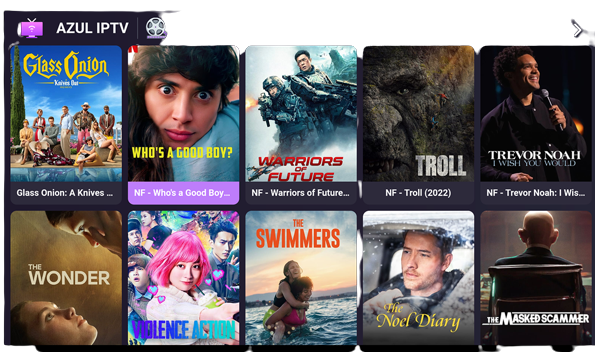 AZUL IPTV
GLASS ONION
Knives Out
WHO'S A GOOD BOY?
WARRIORS
OF
FUTURE
TROLL
TREVOR NOAH
I WISH YOU WOULD
Glass Onion: A Knives ...
NF - Who's a Good Boy...
NF - Warriors of Future...
NF - Troll (2022)
NF - Trevor Noah: I Wis...
THE
WONDER
VIOLENCE ACTION
THE
SWIMMERS
The
Noel Diary
THE MASKED SCAMMER